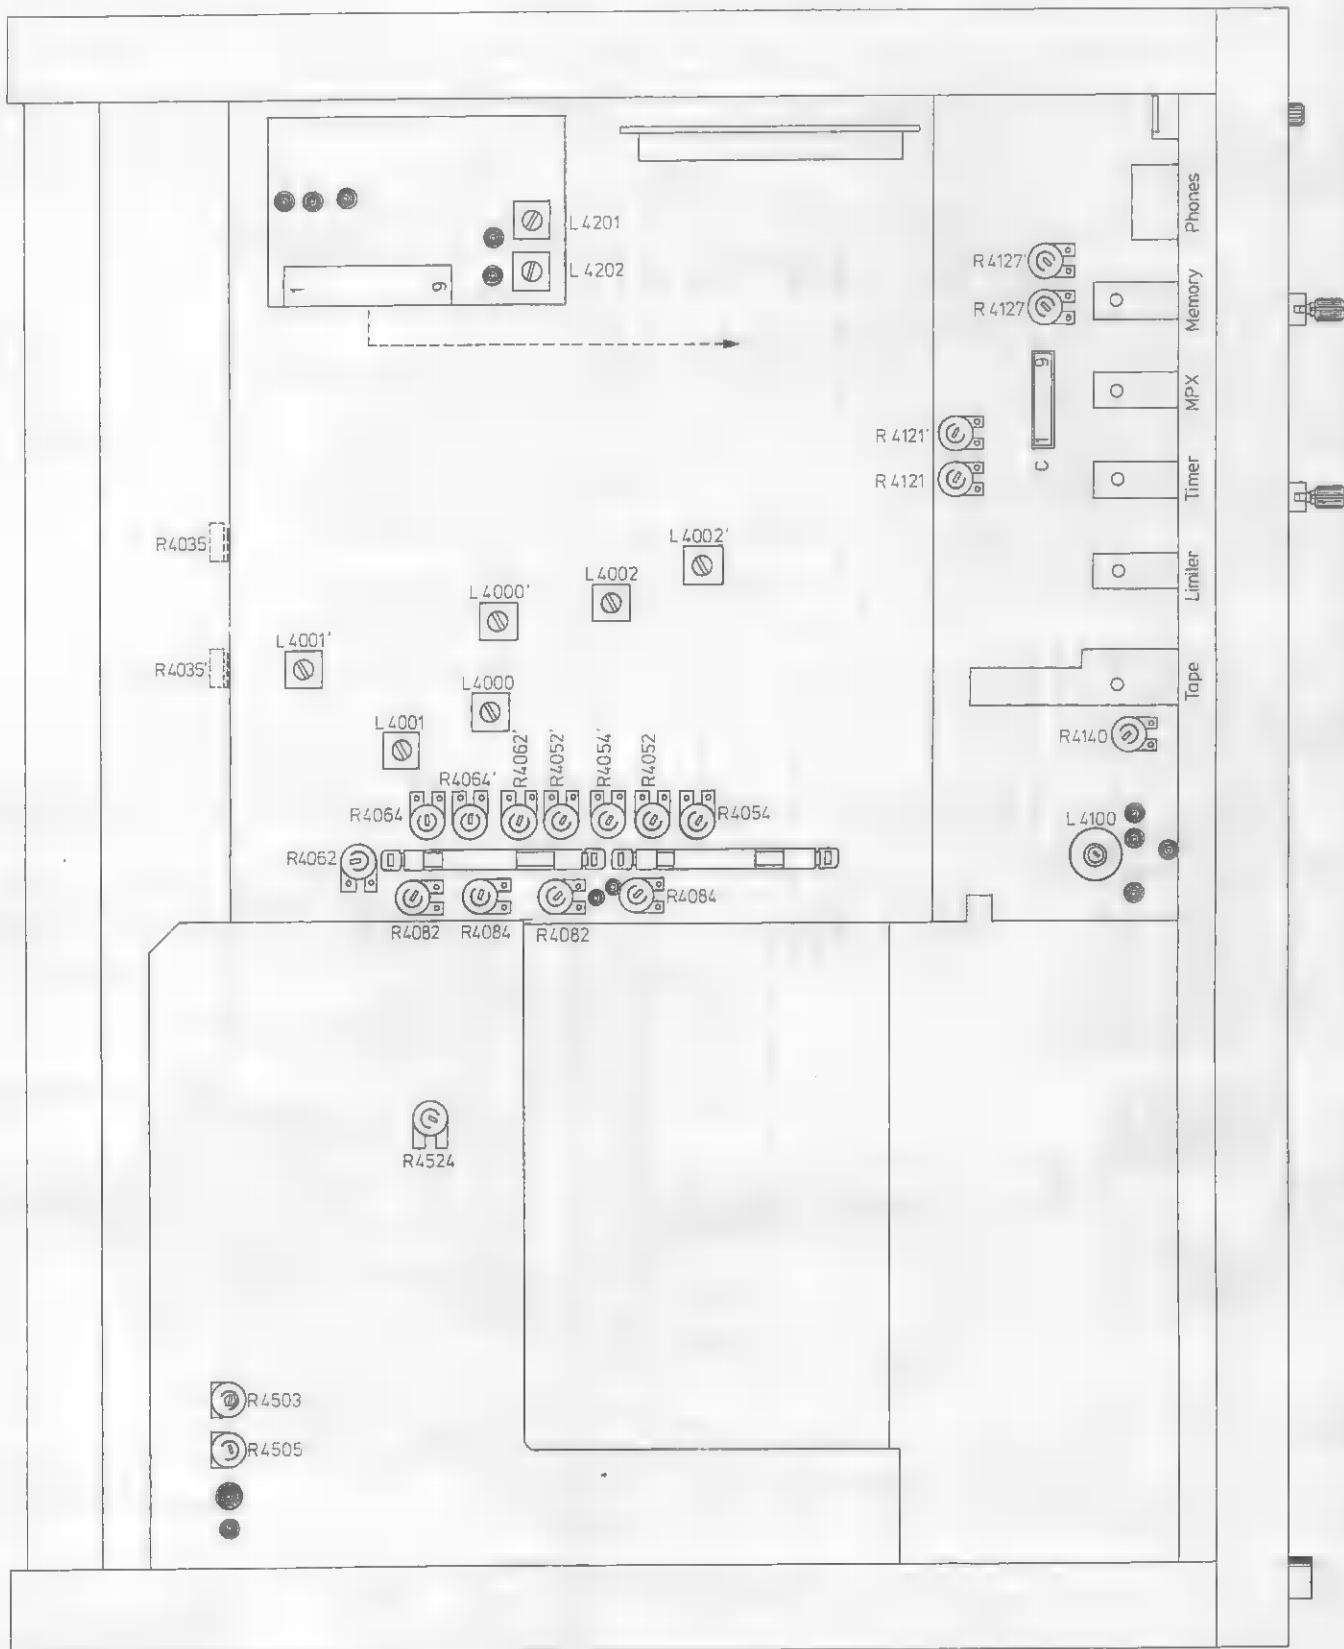 L 4201
L 4202
1
9
Phones
Memory
MPX
Timer
Limiter
Tape
R 4127'
R 4127
1
9
C
R 4121'
R 4121
R4035
R4035'
L 4002'
L 4002
L 4000'
L 4001'
L 4000
L 4001
R4140
R4064'
R4062'
R4052'
R4054'
R4052
R4064
R4054
R4062
L 4100
R4084
R4082
R4084
R4082
R4524
R4503
R4505